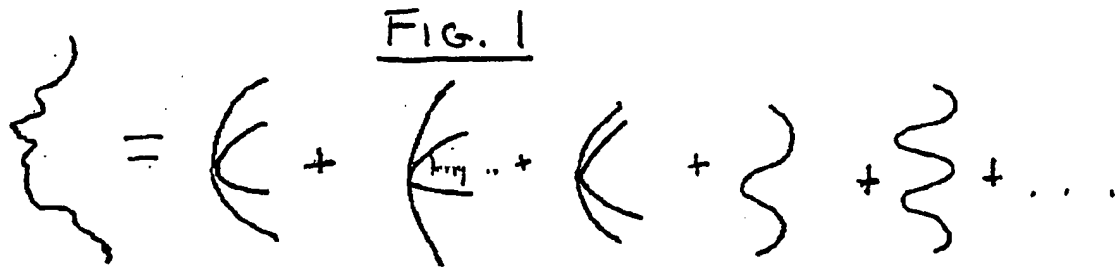 FIG. 1
= + .. + + + + . . . .